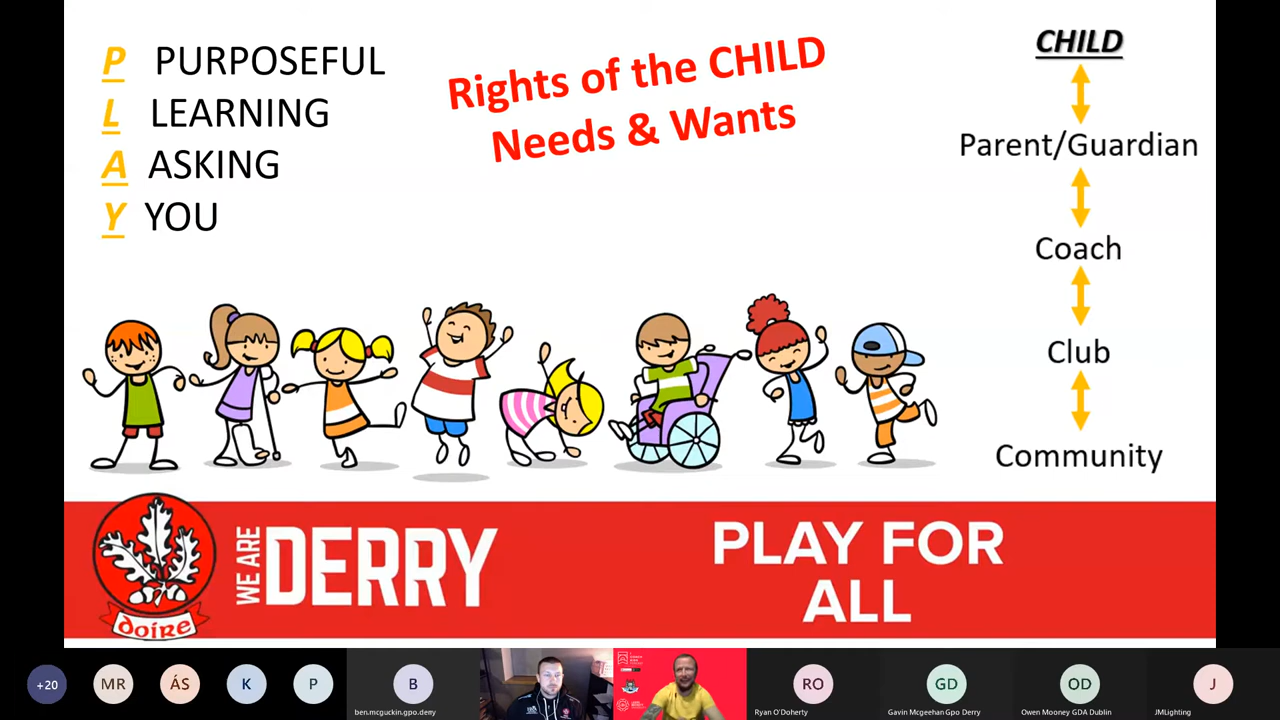 P PURPOSEFUL
L LEARNING
A ASKING
Y YOU
Rights of the CHILD
Needs & Wants
CHILD
Parent/Guardian
Coach
Club
Community
doire
WE ARE
DERRY
PLAY FOR
ALL
+20
MR
ÁS
K
P
B
ben.mcguckin.gpo.derry
RO
Ryan O'Doherty
GD
Gavin Mcgeehan Gpo Derry
OD
Owen Mooney GDA Dublin
J
JMLighting